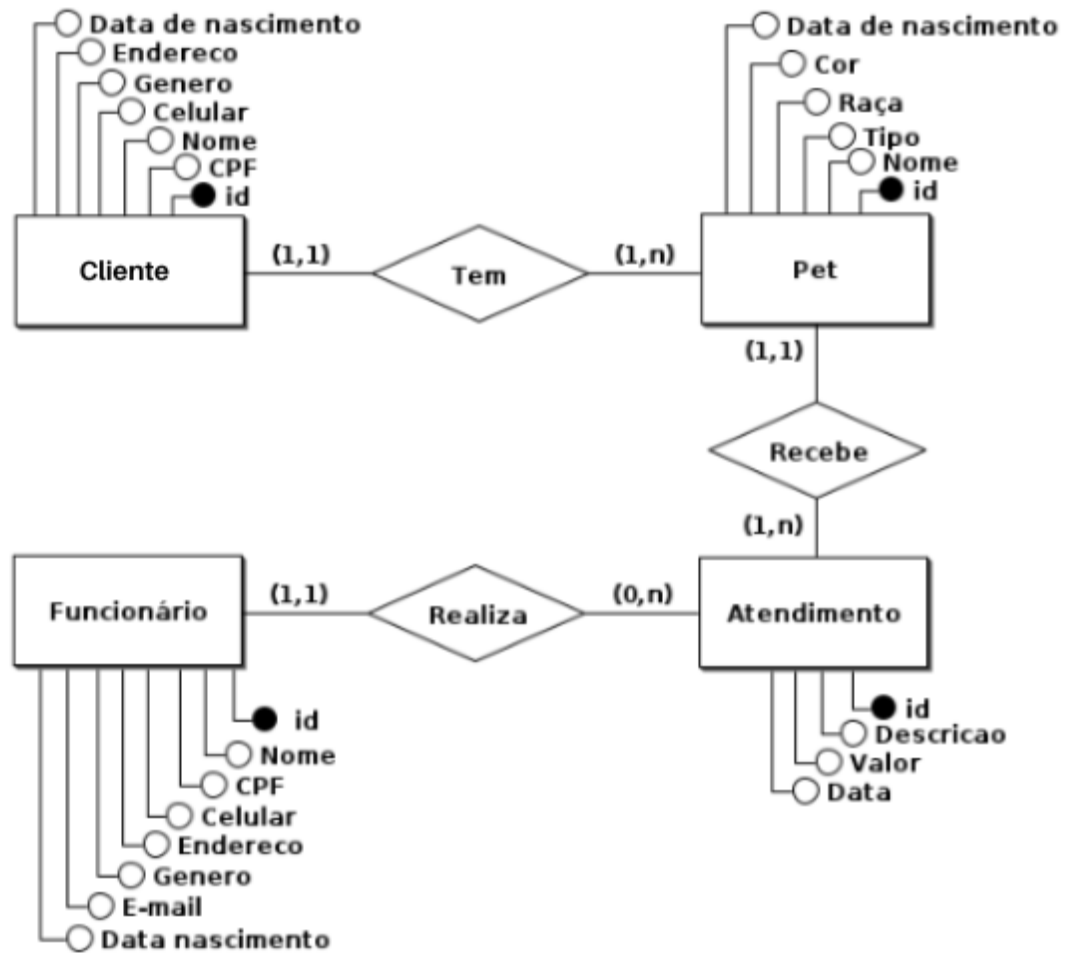 Data de nascimento
Endereco
Genero
Celular
Nome
CPF
id
Cliente
(1,1)
Tem
(1,n)
Data de nascimento
Cor
Raça
Tipo
Nome
id
Pet
(1,1)
Recebe
(1,n)
Funcionário
(1,1)
Realiza
(0,n)
Atendimento
id
Nome
CPF
Celular
Endereco
Genero
E-mail
Data nascimento
id
Descricao
Valor
Data